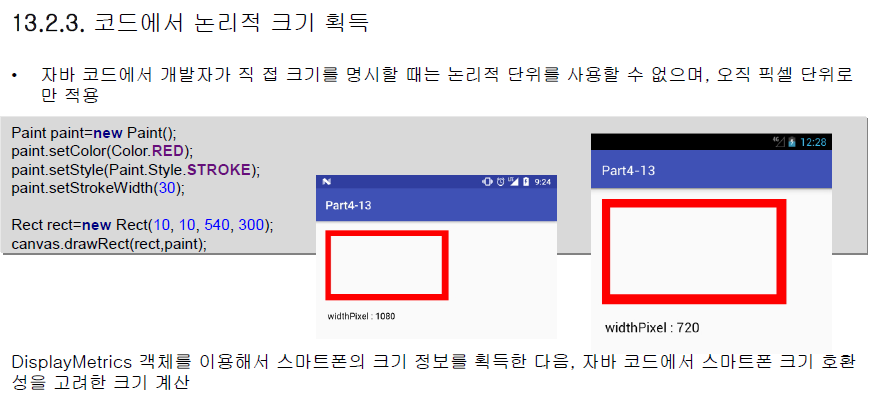 13.2.3. 코드에서 논리적 크기 획득
• 자바 코드에서 개발자가 직 접 크기를 명시할 때는 논리적 단위를 사용할 수 없으며, 오직 픽셀 단위로
만 적용
Paint paint=new Paint();
paint.setColor(Color.RED);
paint.setStyle(Paint.Style.STROKE);
paint.setStrokeWidth(30);
Rect rect=new Rect(10, 10, 540, 300);
canvas.drawRect(rect,paint);
9:24
Part4-13
widthPixel : 1080
12:28
Part4-13
widthPixel : 720
DisplayMetrics 객체를 이용해서 스마트폰의 크기 정보를 획득한 다음, 자바 코드에서 스마트폰 크기 호환
성을 고려한 크기 계산